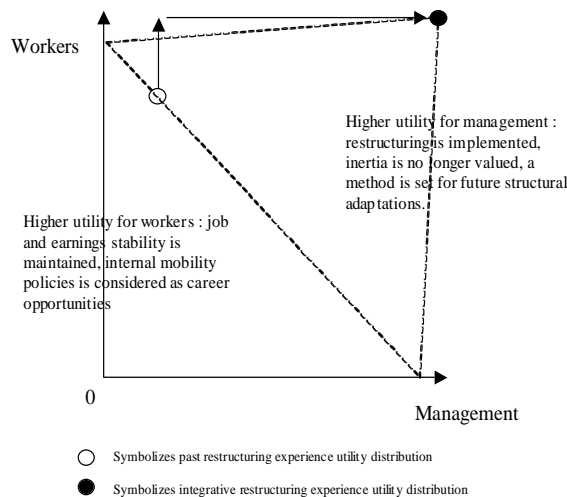 Workers
Higher utility for management :
restructuring is implemented,
inertia is no longer valued, a
method is set for future structural
adaptations.
Higher utility for workers : job
and earnings stability is
maintained, internal mobility
policies is considered as career
opportunities
0
Management
Symbolizes past restructuring experience utility distribution
Symbolizes integrative restructuring experience utility distribution